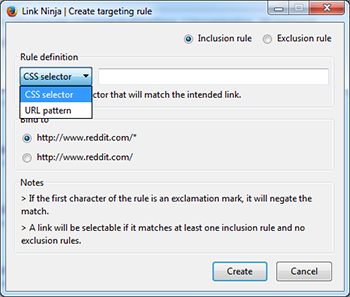 Link Ninja | Create targeting rule
Inclusion rule Exclusion rule
Rule definition
CSS selector
CSS selector
URL pattern
ctor that will match the intended link.
Bind to
http://www.reddit.com/*
http://www.reddit.com/
Notes
> If the first character of the rule is an exclamation mark, it will negate the
match.
> A link will be selectable if it matches at least one inclusion rule and no
exclusion rules.
Create Cancel